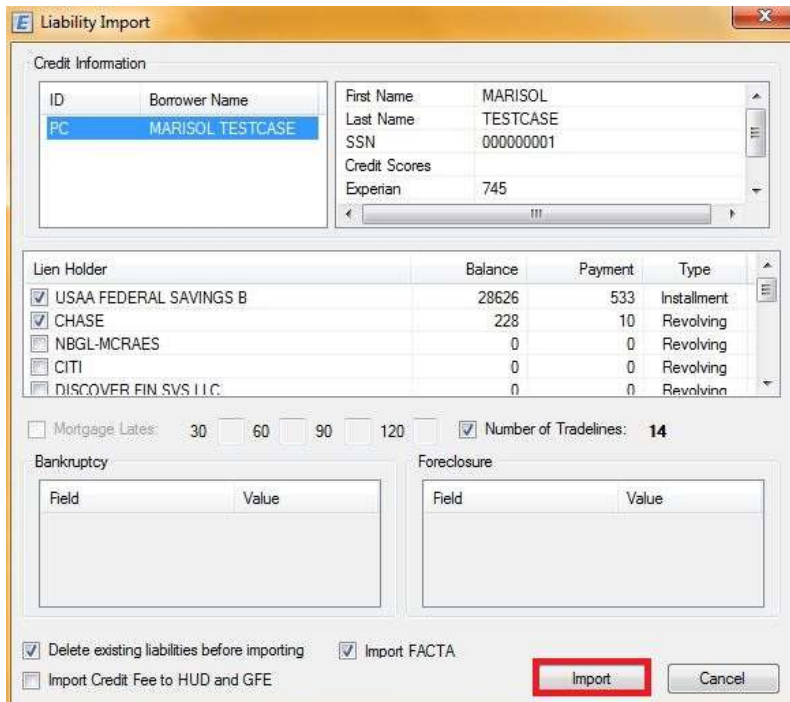 E Liability Import
Credit Information
ID Borrower Name
PC MARISOL TESTCASE
First Name MARISOL
Last Name TESTCASE
SSN 000000001
Credit Scores
Experian 745
Lien Holder Balance Payment Type
USAA FEDERAL SAVINGS B 28626 533 Installment
CHASE 228 10 Revolving
NBGL-MCRAES 0 0 Revolving
CITI 0 0 Revolving
DISCOVER FIN SVS LLC 0 0 Revolving
Mortgage Lates: 30 60 90 120 Number of Tradelines: 14
Bankruptcy
Field Value
Foreclosure
Field Value
Delete existing liabilities before importing Import FACTA
Import Credit Fee to HUD and GFE Import Cancel